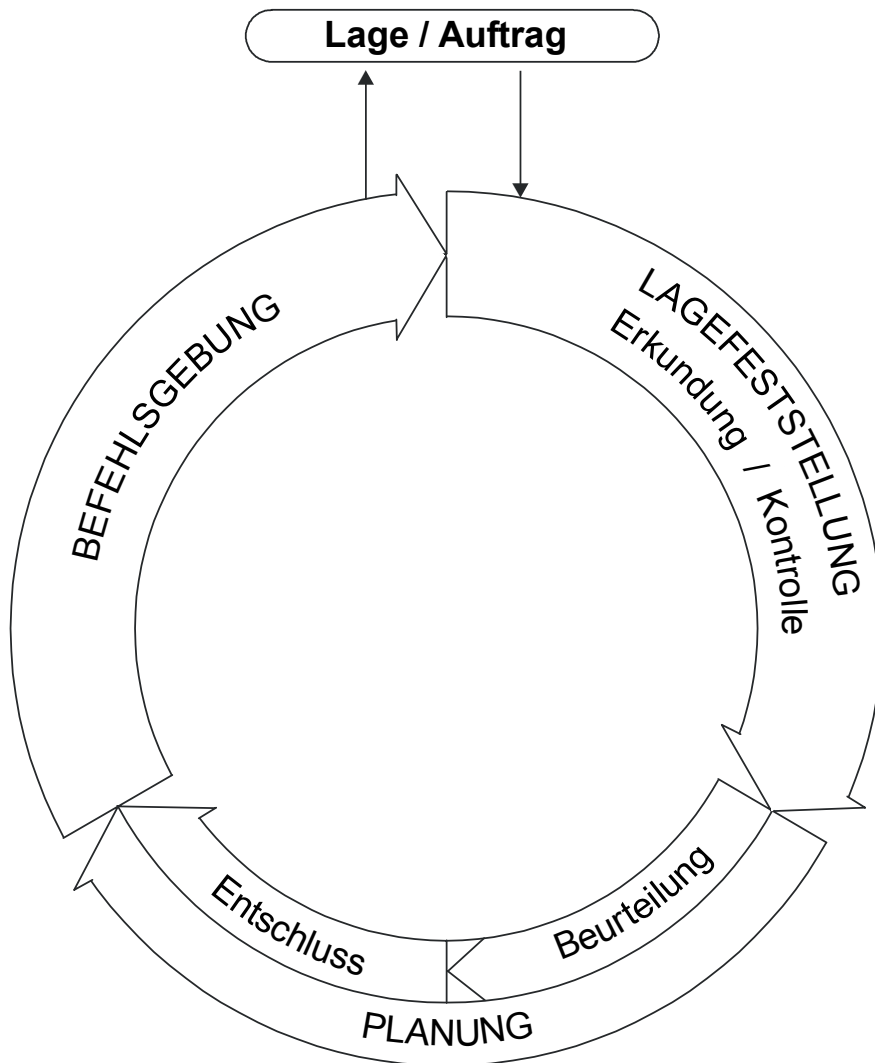 Lage / Auftrag
LAGEFESTSTELLUNG
Erkundung / Kontrolle
Beurteilung
Entschluss
PLANUNG
BEFEHLSGEBUNG